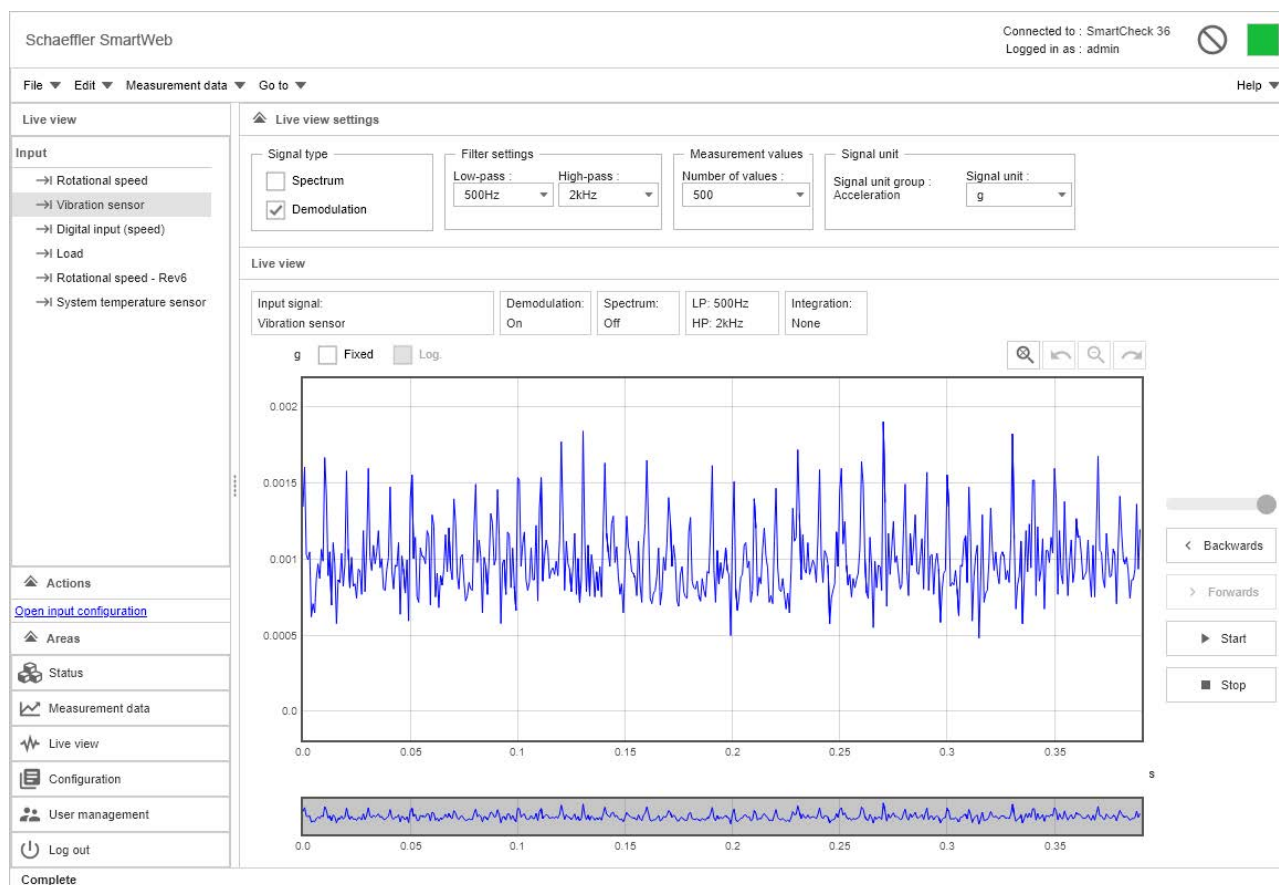 Schaeffler SmartWeb
Connected to : SmartCheck 36
Logged in as : admin
File Edit Measurement data Go to Help
Live view
Input
Rotational speed
Vibration sensor
Digital input (speed)
Load
Rotational speed - Rev6
System temperature sensor
Actions
Open input configuration
Areas
Status
Measurement data
Live view
Configuration
User management
Log out
Live view settings
Signal type
Spectrum
Demodulation
Filter settings
Low-pass : High-pass :
500Hz 2kHz
Measurement values
Number of values :
500
Signal unit
Signal unit group :
Acceleration
Signal unit :
g
Live view
Input signal:
Vibration sensor
Demodulation:
On
Spectrum:
Off
LP: 500Hz
HP: 2kHz
Integration:
None
g Fixed Log.
0.002
0.0015
0.001
0.0005
0.0
0.0 0.05 0.1 0.15 0.2 0.25 0.3 0.35
s
0.0 0.05 0.1 0.15 0.2 0.25 0.3 0.35
Backwards
Forwards
Start
Stop
Complete